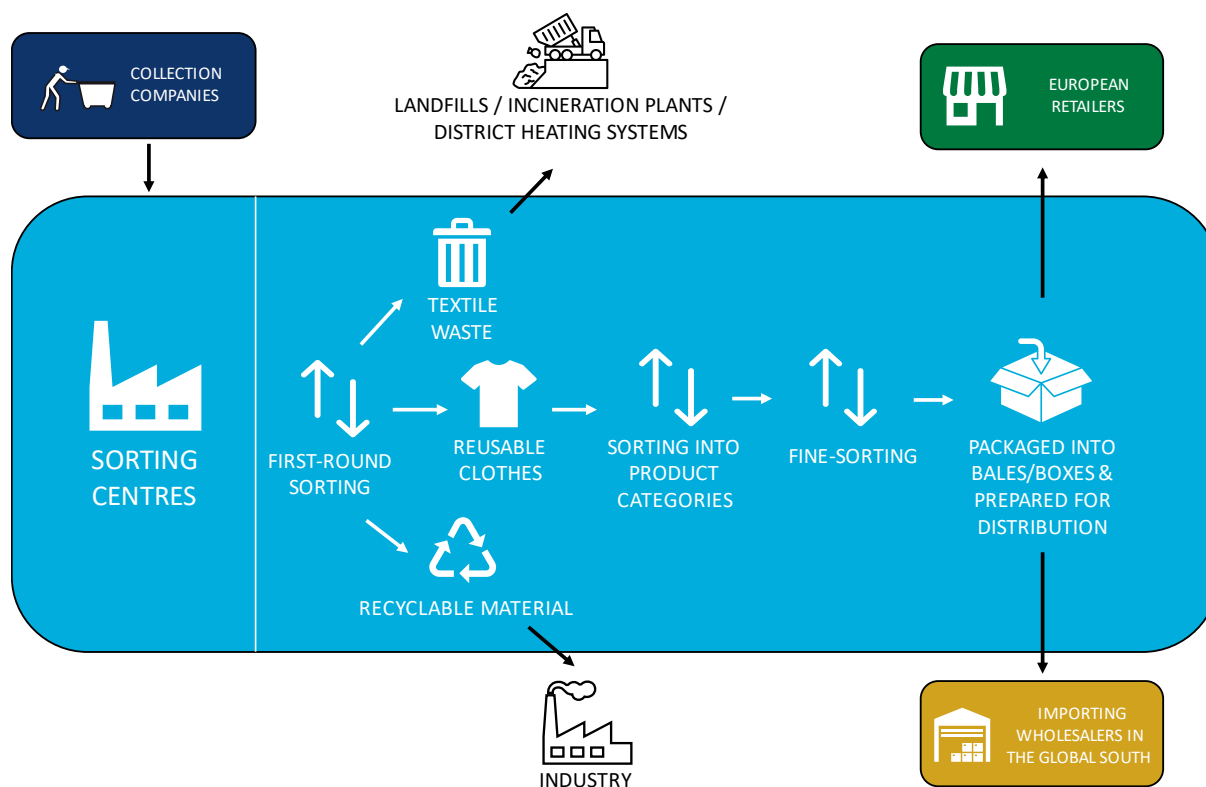 COLLECTION
COMPANIES
LANDFILLS / INCINERATION PLANTS /
DISTRICT HEATING SYSTEMS
EUROPEAN
RETAILERS
TEXTILE
WASTE
SORTING
CENTRES
FIRST-ROUND
SORTING
REUSABLE
CLOTHES
SORTING INTO
PRODUCT
CATEGORIES
FINE-SORTING
PACKAGED INTO
BALES/BOXES &
PREPARED FOR
DISTRIBUTION
RECYCLABLE MATERIAL
INDUSTRY
IMPORTING
WHOLESALERS IN
THE GLOBAL SOUTH